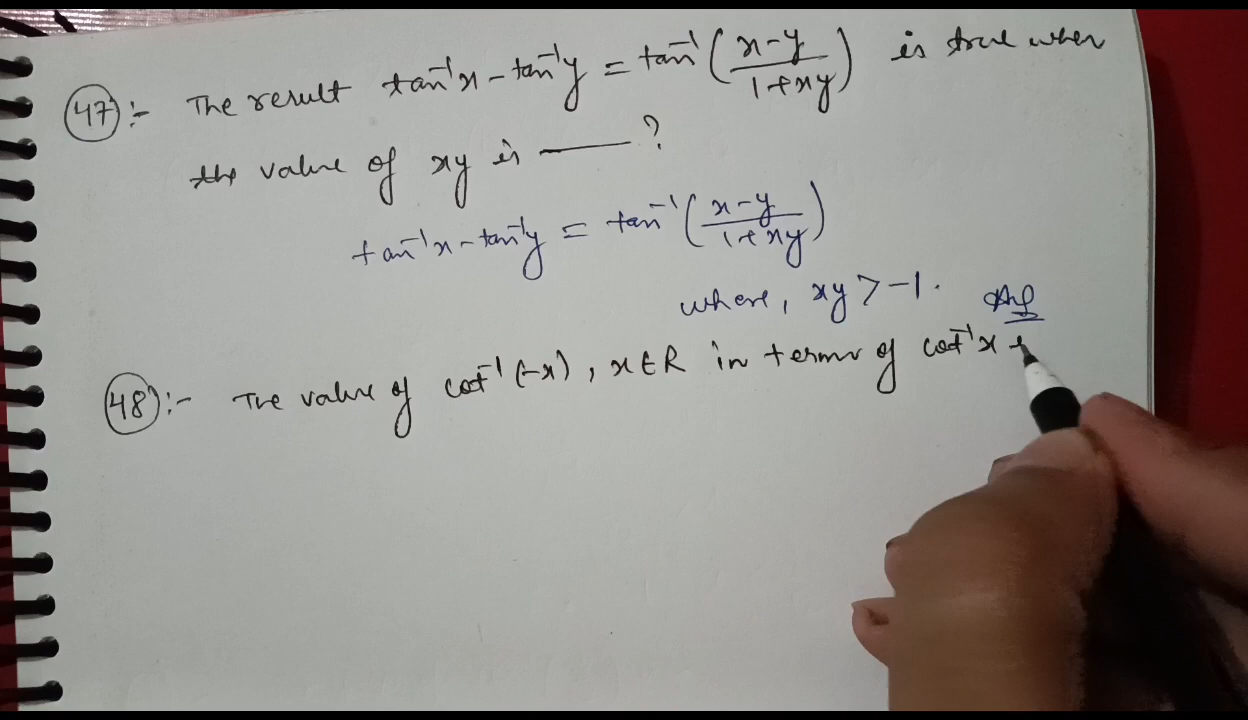 47:- The result tan⁻¹x - tan⁻¹y = tan⁻¹(x-y/1+xy) is true when
the value of xy is ——— ?
tan⁻¹x - tan⁻¹y = tan⁻¹(x-y/1+xy)
where, xy > -1. Ans
48:- The value of cot⁻¹(-x), x∈R in terms of cot⁻¹x